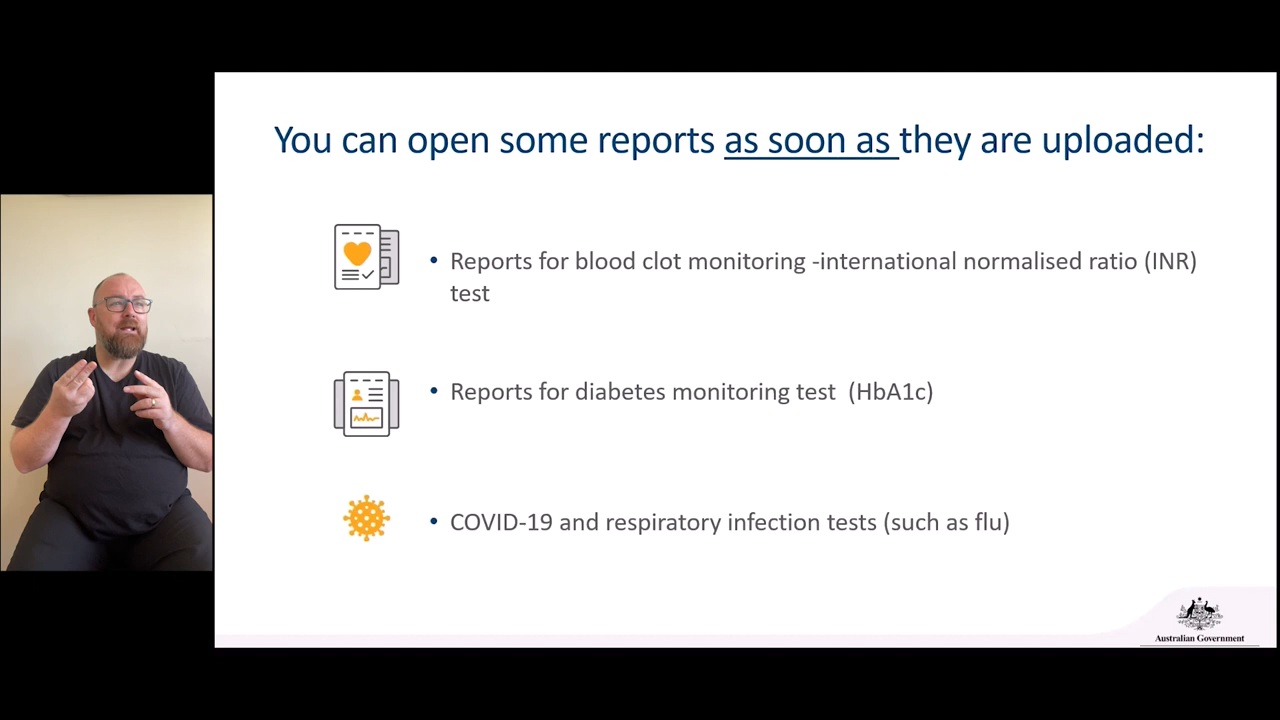 You can open some reports as soon as they are uploaded:
• Reports for blood clot monitoring -international normalised ratio (INR)
test
• Reports for diabetes monitoring test  (HbA1c)
• COVID-19 and respiratory infection tests (such as flu)
Australian Government